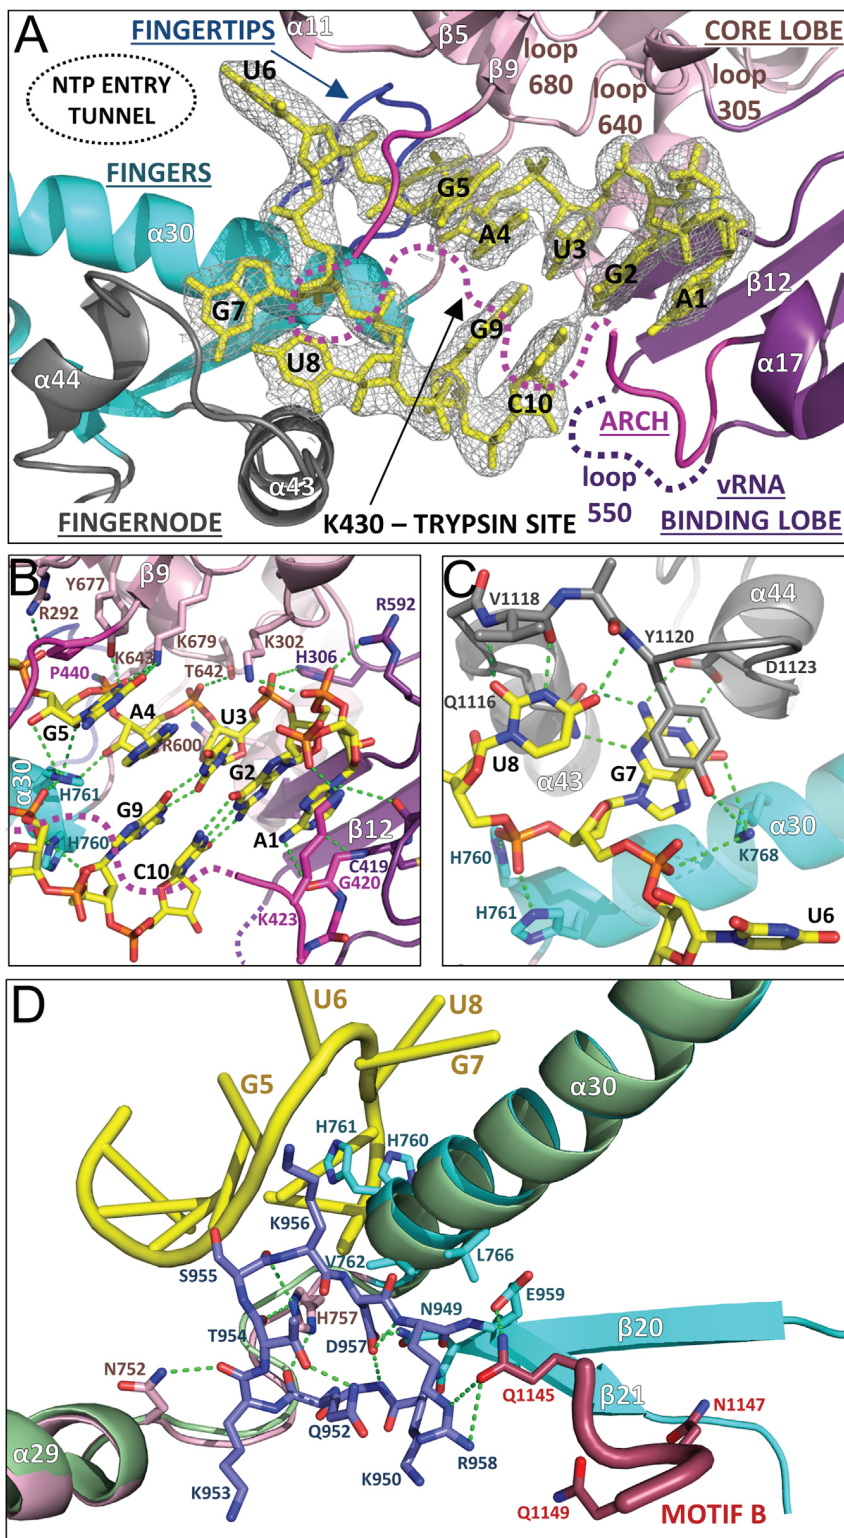 A
FINGERTIPS
α11
β5
CORE LOBE
β9
loop
680
loop
640
loop
305
U6
NTP ENTRY
TUNNEL
FINGERS
α30
G5
A4
U3
G2
A1
β12
G7
U8
G9
C10
α17
α44
ARCH
α43
loop
550
vRNA
BINDING LOBE
FINGERNODE
K430 – TRYPSIN SITE
B
Y677
β9
R292
R592
K679
K302
P440
K643
T642
H306
A4
U3
G5
R600
α30
H761
G2
G9
H760
A1
β12
C10
C419
G420
K423
C
V1118
α44
Y1120
D1123
Q1116
U8
α43
G7
α30
H760
K768
H761
U6
D
U6
U8
G7
G5
α30
H761
H760
K956
L766
S955
V762
E959
H757
N949
T954
D957
β20
N752
Q1145
β21
N1147
Q952
α29
K950
R958
K953
Q1149
MOTIF B